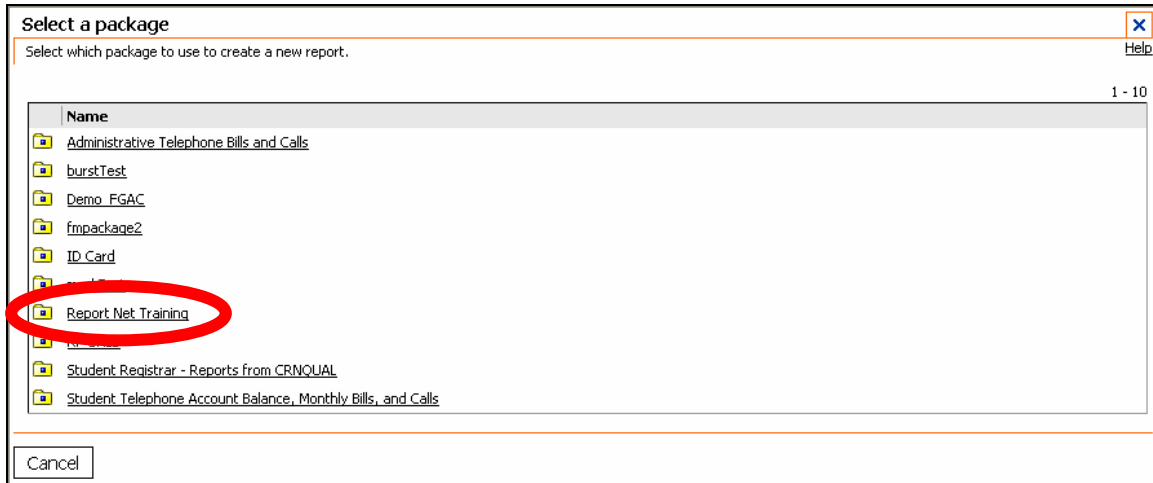 Select a package
Help
Select which package to use to create a new report.
1 - 10
Name
Administrative Telephone Bills and Calls
burstTest
Demo_FGAC
fmpackage2
ID Card
Report Net Training
Student Registrar - Reports from CRNQUAL
Student Telephone Account Balance, Monthly Bills, and Calls
Cancel